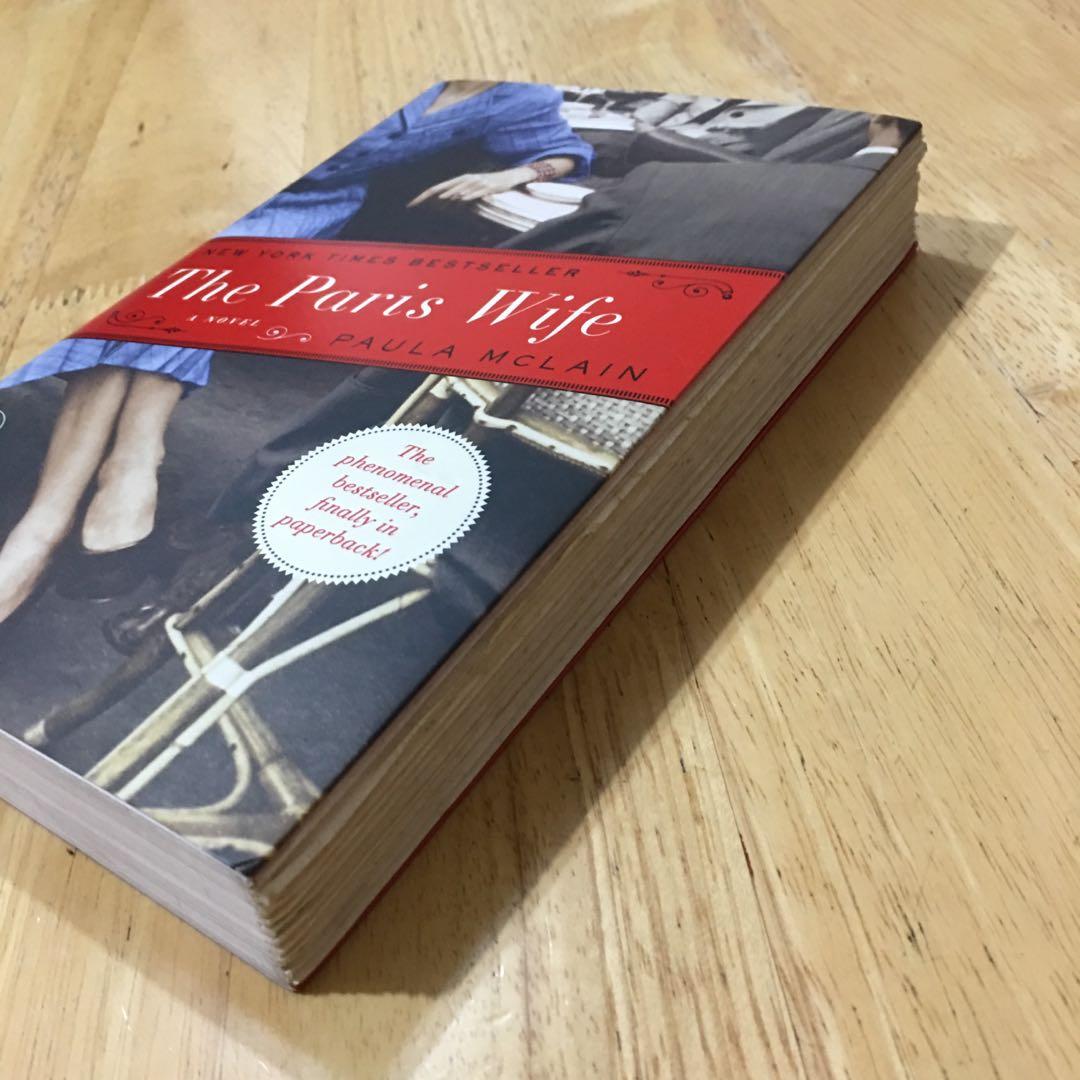 NEW YORK TIMES BESTSELLER
The Paris Wife
A NOVEL
PAULA MCLAIN
The
phenomenal
bestseller,
finally in
paperback!